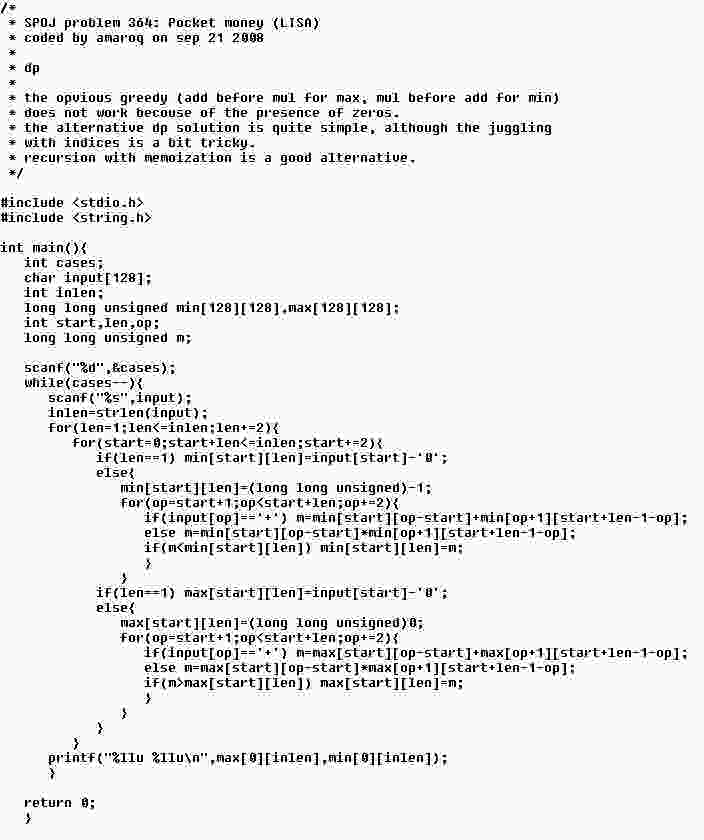 /*
 * SPOJ problem 364: Pocket money (LISA)
 * coded by amaroq on sep 21 2008
 *
 * dp
 *
 * the opvious greedy (add before mul for max, mul before add for min)
 * does not work becouse of the presence of zeros.
 * the alternative dp solution is quite simple, although the juggling
 * with indices is a bit tricky.
 * recursion with memoization is a good alternative.
 */

#include <stdio.h>
#include <string.h>

int main(){
   int cases;
   char input[128];
   int inlen;
   long long unsigned min[128][128],max[128][128];
   int start,len,op;
   long long unsigned m;

   scanf("%d",&cases);
   while(cases--){
      scanf("%s",input);
      inlen=strlen(input);
      for(len=1;len<=inlen;len+=2){
         for(start=0;start+len<=inlen;start+=2){
            if(len==1) min[start][len]=input[start]-'0';
            else{
               min[start][len]=(long long unsigned)-1;
               for(op=start+1;op<start+len;op+=2){
                  if(input[op]=='+') m=min[start][op-start]+min[op+1][start+len-1-op];
                  else m=min[start][op-start]*min[op+1][start+len-1-op];
                  if(m<min[start][len]) min[start][len]=m;
                  }
               }
            if(len==1) max[start][len]=input[start]-'0';
            else{
               max[start][len]=(long long unsigned)0;
               for(op=start+1;op<start+len;op+=2){
                  if(input[op]=='+') m=max[start][op-start]+max[op+1][start+len-1-op];
                  else m=max[start][op-start]*max[op+1][start+len-1-op];
                  if(m>max[start][len]) max[start][len]=m;
                  }
               }
            }
         }
      printf("%llu %llu\n",max[0][inlen],min[0][inlen]);
      }

   return 0;
   }